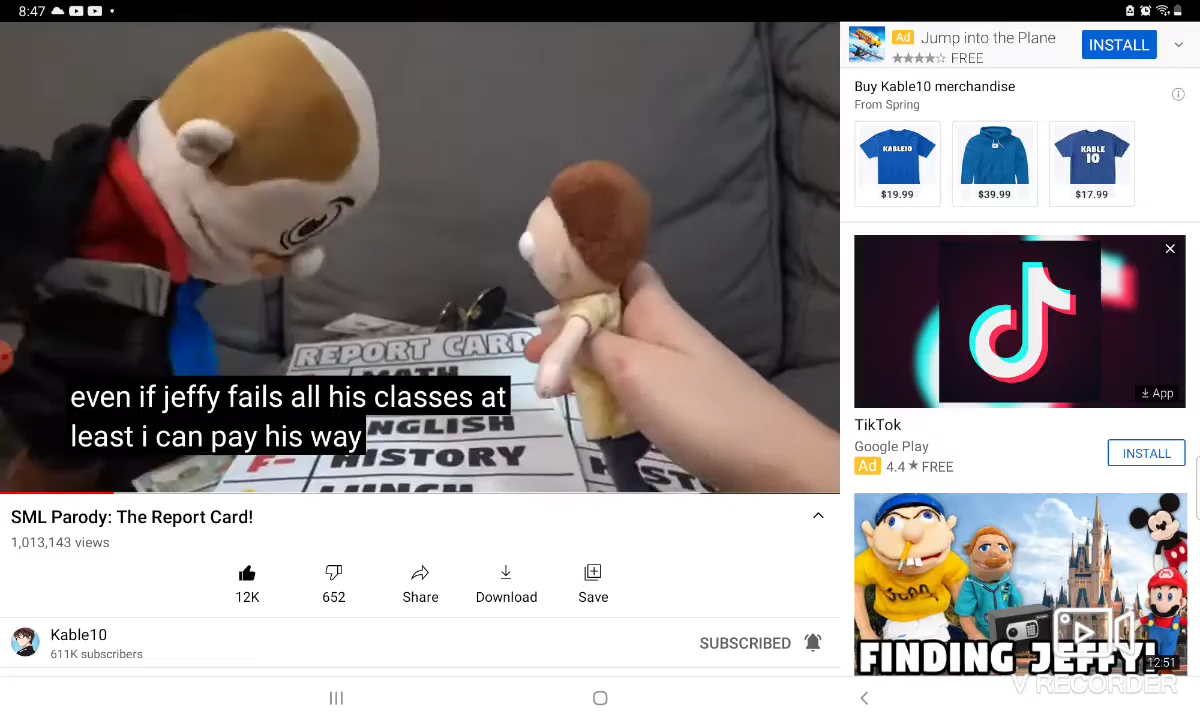 8:47
REPORT CARD
MATH
ENGLISH
F- HISTORY
LUNCH
even if jeffy fails all his classes at
least i can pay his way
SML Parody: The Report Card!
1,013,143 views
12K
652
Share
Download
Save
Kable10
611K subscribers
SUBSCRIBED
Ad Jump into the Plane
FREE
INSTALL
Buy Kable10 merchandise
From Spring
KABLE10
KABLE
10
$19.99
$39.99
$17.99
App
TikTok
Google Play
Ad 4.4 ★ FREE
INSTALL
FINDING JEFFY!
12:51
V RECORDER